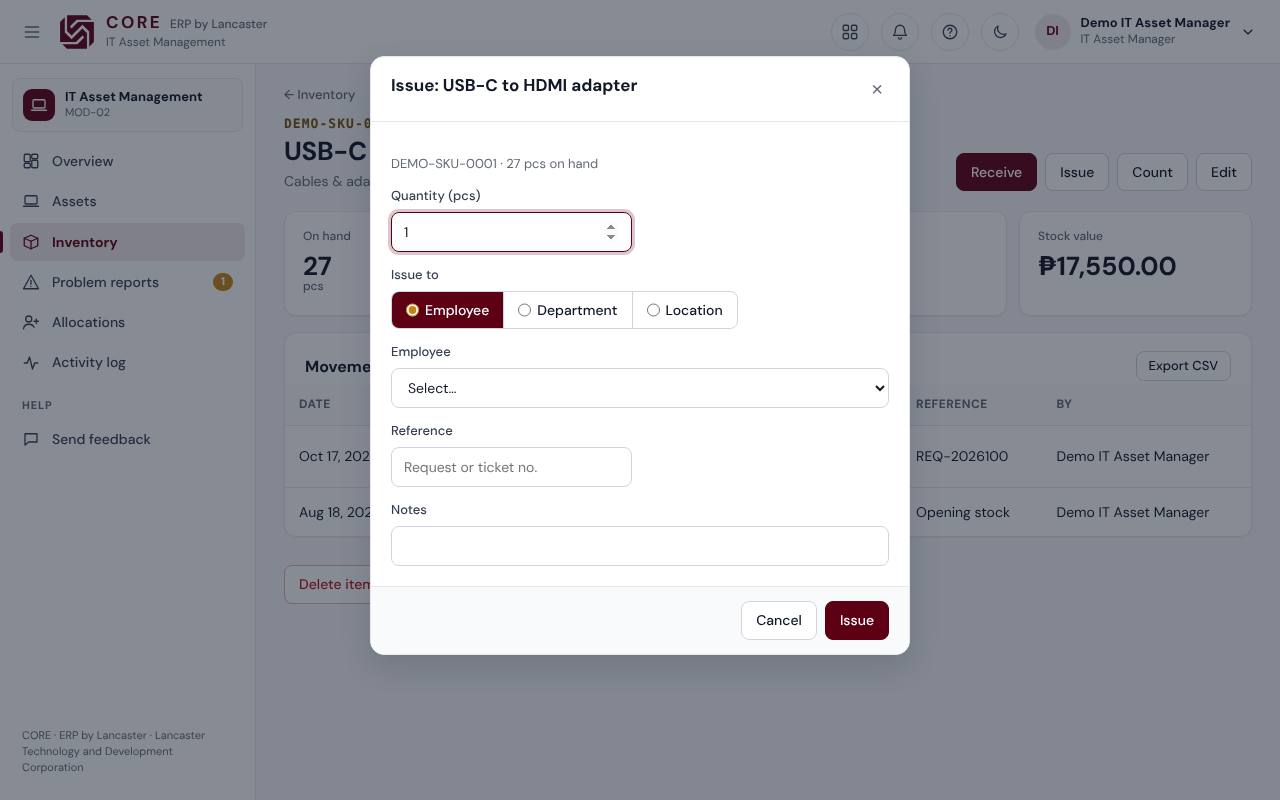 CORE ERP by Lancaster
IT Asset Management
DI
Demo IT Asset Manager
IT Asset Manager
IT Asset Management
MOD-02
Overview
Assets
Inventory
Problem reports 1
Allocations
Activity log
HELP
Send feedback
CORE · ERP by Lancaster · Lancaster
Technology and Development
Corporation
← Inventory
DEMO-SKU-0
USB-C
Cables & ada
Receive Issue Count Edit
On hand
27
pcs
Stock value
₱17,550.00
Moveme
Export CSV
DATE REFERENCE BY
Oct 17, 202 REQ-2026100 Demo IT Asset Manager
Aug 18, 202 Opening stock Demo IT Asset Manager
Delete item
Issue: USB-C to HDMI adapter
×
DEMO-SKU-0001 · 27 pcs on hand
Quantity (pcs)
1
Issue to
Employee Department Location
Employee
Select…
Reference
Request or ticket no.
Notes
Cancel Issue